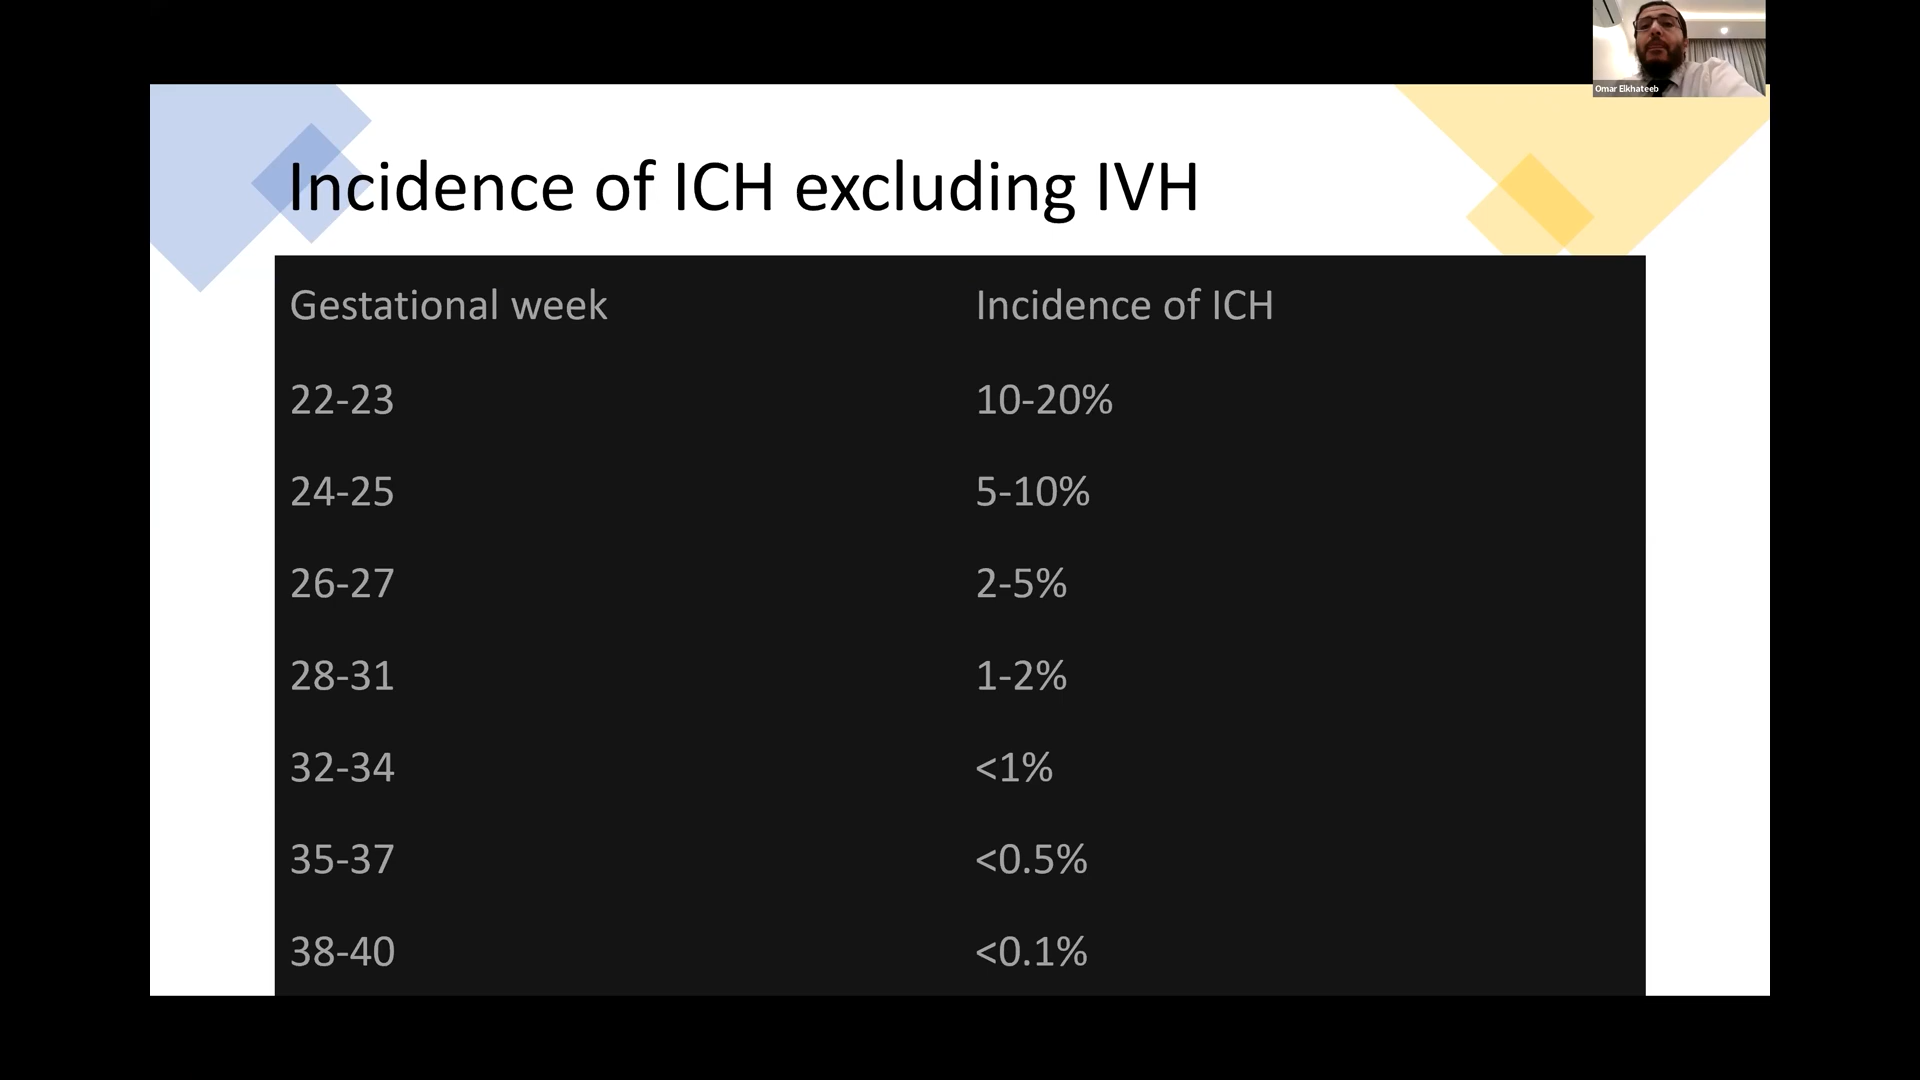 Omar Elkhateeb
Incidence of ICH excluding IVH
Gestational week Incidence of ICH
22-23 10-20%
24-25 5-10%
26-27 2-5%
28-31 1-2%
32-34 <1%
35-37 <0.5%
38-40 <0.1%